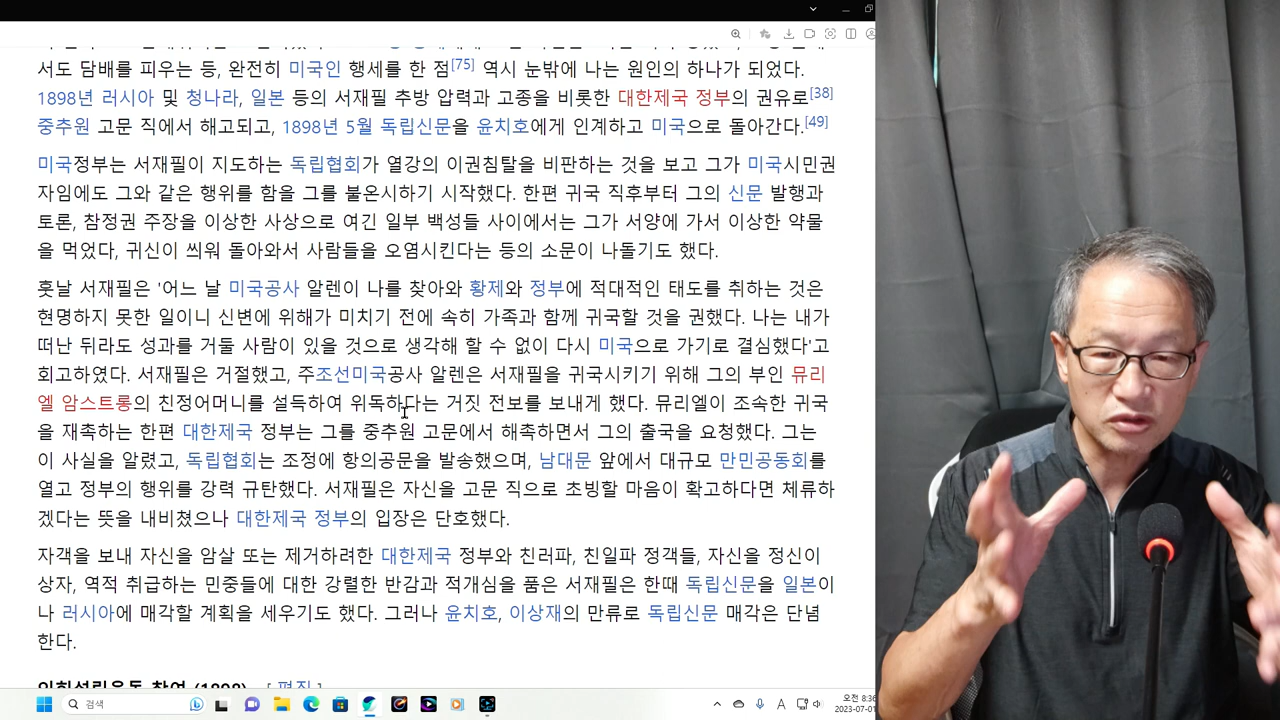 서도 담배를 피우는 등, 완전히 미국인 행세를 한 점[75] 역시 눈밖에 나는 원인의 하나가 되었다.
1898년 러시아 및 청나라, 일본 등의 서재필 추방 압력과 고종을 비롯한 대한제국 정부의 권유로[38]
중추원 고문 직에서 해고되고, 1898년 5월 독립신문을 윤치호에게 인계하고 미국으로 돌아간다.[49]
미국정부는 서재필이 지도하는 독립협회가 열강의 이권침탈을 비판하는 것을 보고 그가 미국시민권
자임에도 그와 같은 행위를 함을 그를 불온시하기 시작했다. 한편 귀국 직후부터 그의 신문 발행과
토론, 참정권 주장을 이상한 사상으로 여긴 일부 백성들 사이에서는 그가 서양에 가서 이상한 약물
을 먹었다, 귀신이 씌워 돌아와서 사람들을 오염시킨다는 등의 소문이 나돌기도 했다.
훗날 서재필은 '어느 날 미국공사 알렌이 나를 찾아와 황제와 정부에 적대적인 태도를 취하는 것은
현명하지 못한 일이니 신변에 위해가 미치기 전에 속히 가족과 함께 귀국할 것을 권했다. 나는 내가
떠난 뒤라도 성과를 거둘 사람이 있을 것으로 생각해 할 수 없이 다시 미국으로 가기로 결심했다'고
회고하였다. 서재필은 거절했고, 주조선미국공사 알렌은 서재필을 귀국시키기 위해 그의 부인 뮤리
엘 암스트롱의 친정어머니를 설득하여 위독하다는 거짓 전보를 보내게 했다. 뮤리엘이 조속한 귀국
을 재촉하는 한편 대한제국 정부는 그를 중추원 고문에서 해촉하면서 그의 출국을 요청했다. 그는
이 사실을 알렸고, 독립협회는 조정에 항의공문을 발송했으며, 남대문 앞에서 대규모 만민공동회를
열고 정부의 행위를 강력 규탄했다. 서재필은 자신을 고문 직으로 초빙할 마음이 확고하다면 체류하
겠다는 뜻을 내비쳤으나 대한제국 정부의 입장은 단호했다.
자객을 보내 자신을 암살 또는 제거하려한 대한제국 정부와 친러파, 친일파 정객들, 자신을 정신이
상자, 역적 취급하는 민중들에 대한 강렬한 반감과 적개심을 품은 서재필은 한때 독립신문을 일본이
나 러시아에 매각할 계획을 세우기도 했다. 그러나 윤치호, 이상재의 만류로 독립신문 매각은 단념
한다.
검색
A
오전 8:36
2023-07-01